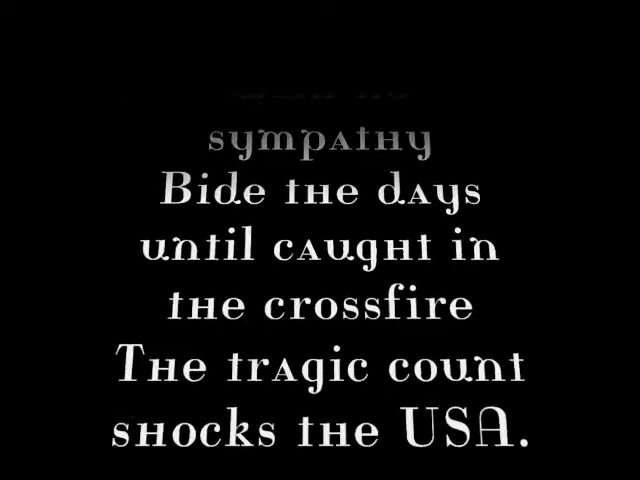 sympathy
Bide the days
until caught in
the crossfire
The tragic count
shocks the USA.